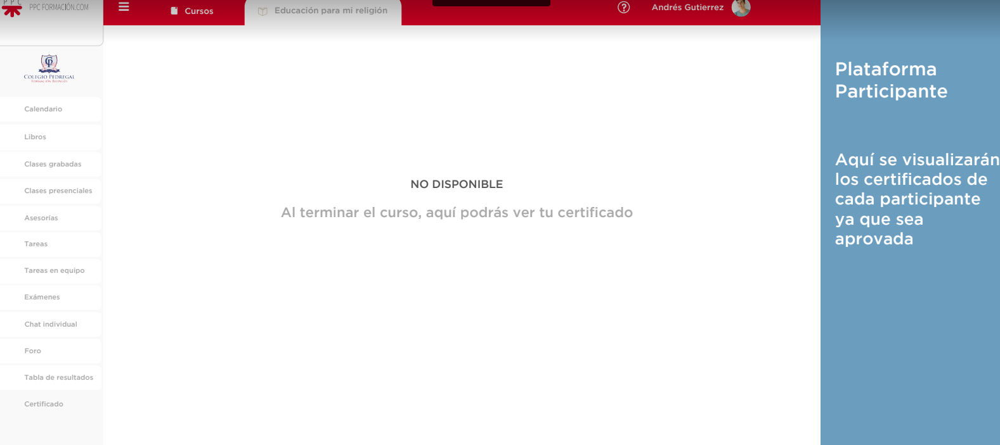 PPC
PPC FORMACIÓN.COM
Cursos
Educación para mi religión
?
Andrés Gutierrez
CP
COLEGIO PEDREGAL
FORMACIÓN BILINGÜE
Calendario
Libros
Clases grabadas
Clases presenciales
Asesorías
Tareas
Tareas en equipo
Exámenes
Chat individual
Foro
Tabla de resultados
Certificado
NO DISPONIBLE
Al terminar el curso, aquí podrás ver tu certificado
Plataforma
Participante
Aquí se visualizarán
los certificados de
cada participante
ya que sea
aprovada